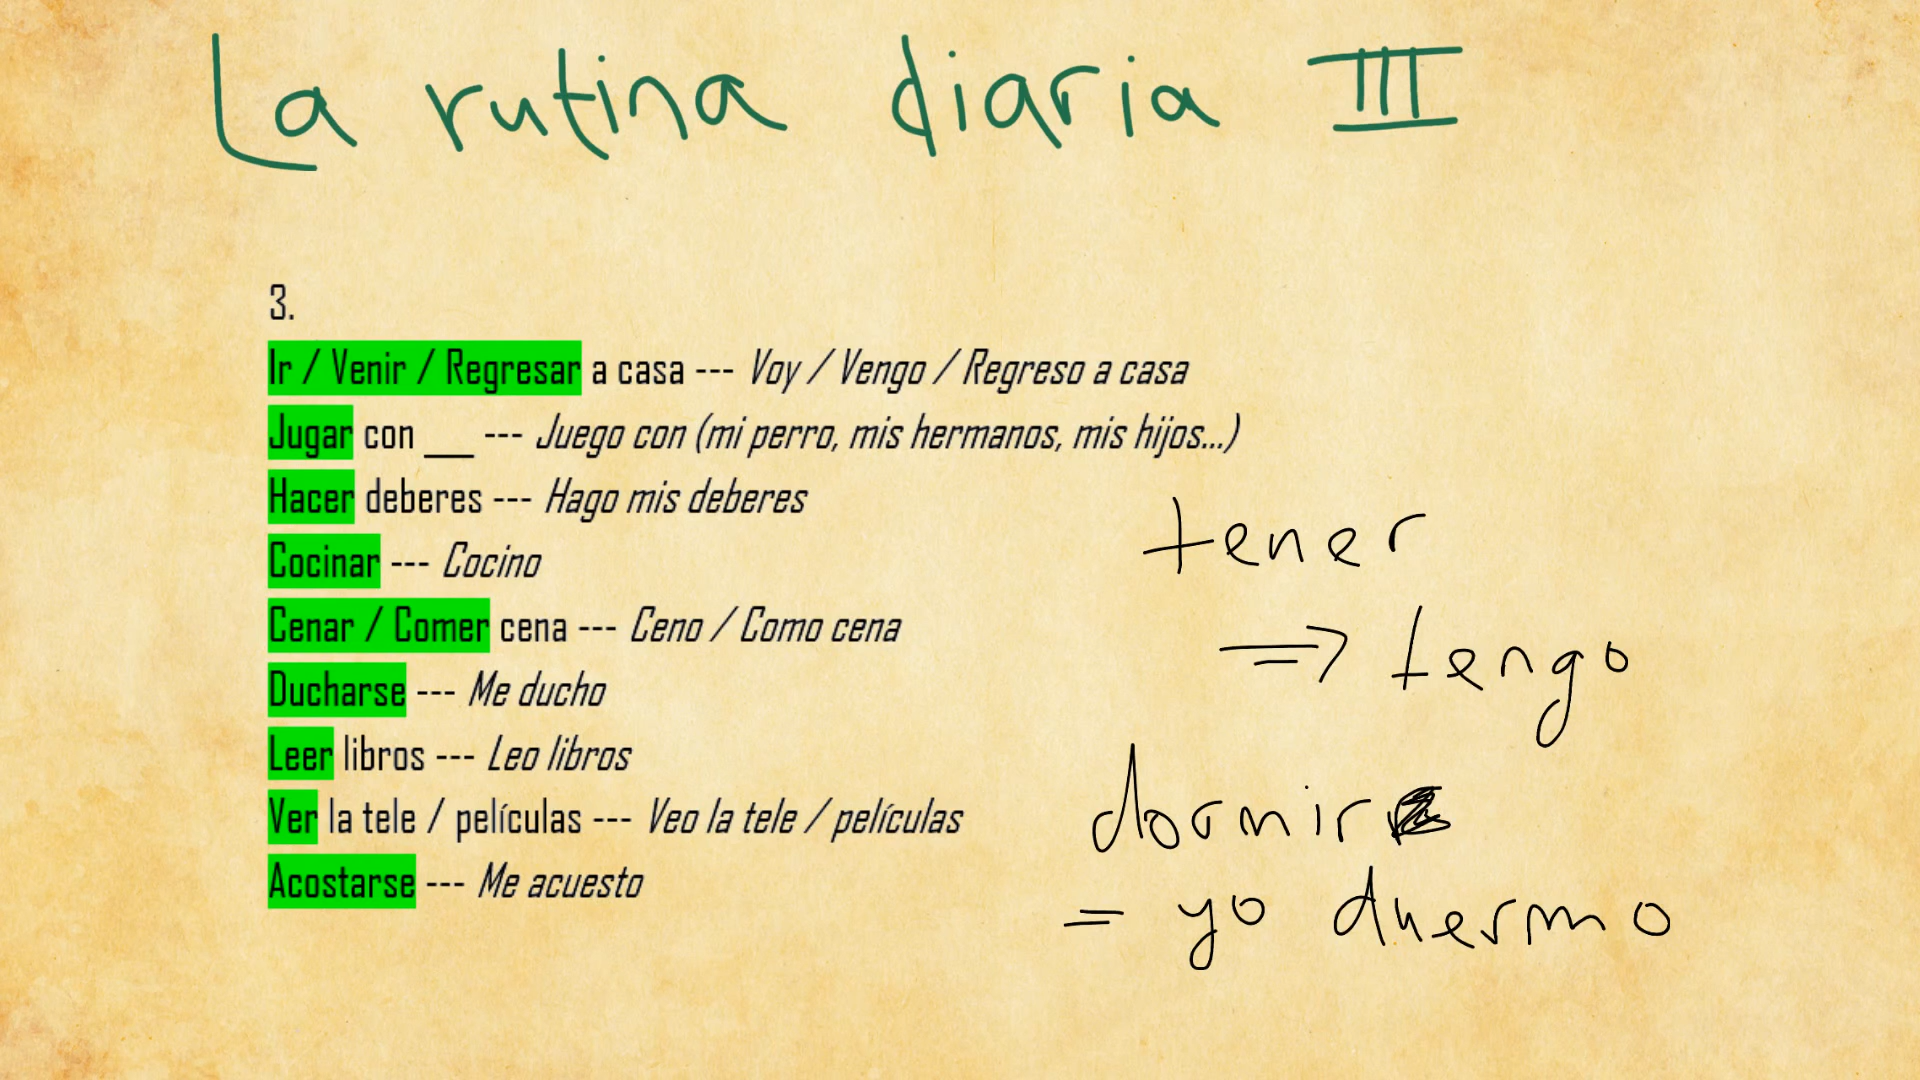 La rutina diaria III
3.
Ir / Venir / Regresar a casa --- Voy / Vengo / Regreso a casa
Jugar con ___ --- Juego con (mi perro, mis hermanos, mis hijos...)
Hacer deberes --- Hago mis deberes
Cocinar --- Cocino
Cenar / Comer cena --- Ceno / Como cena
Ducharse --- Me ducho
Leer libros --- Leo libros
Ver la tele / películas --- Veo la tele / películas
Acostarse --- Me acuesto
tener
=> tengo
dormir
= yo duermo